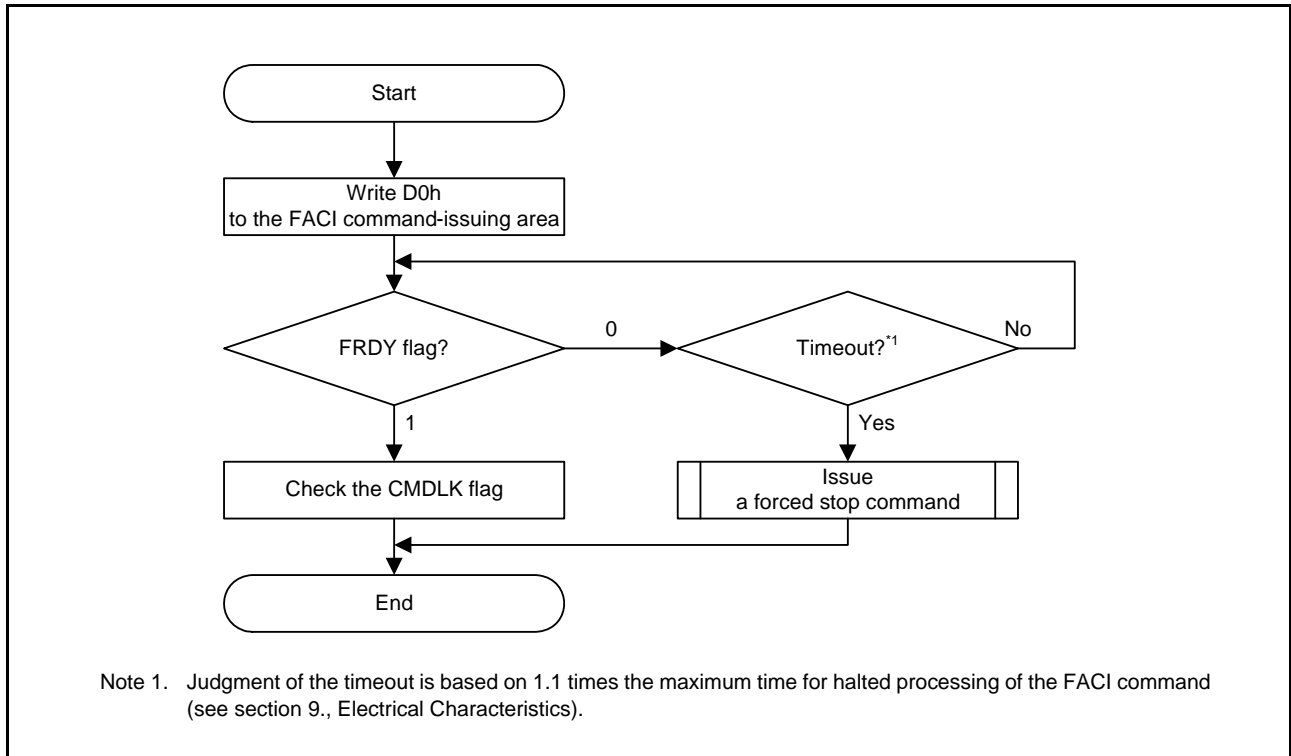 Start
Write D0h
to the FACI command-issuing area
FRDY flag?
0
Timeout?*1
No
1
Yes
Check the CMDLK flag
Issue
a forced stop command
End
Note 1. Judgment of the timeout is based on 1.1 times the maximum time for halted processing of the FACI command
(see section 9., Electrical Characteristics).